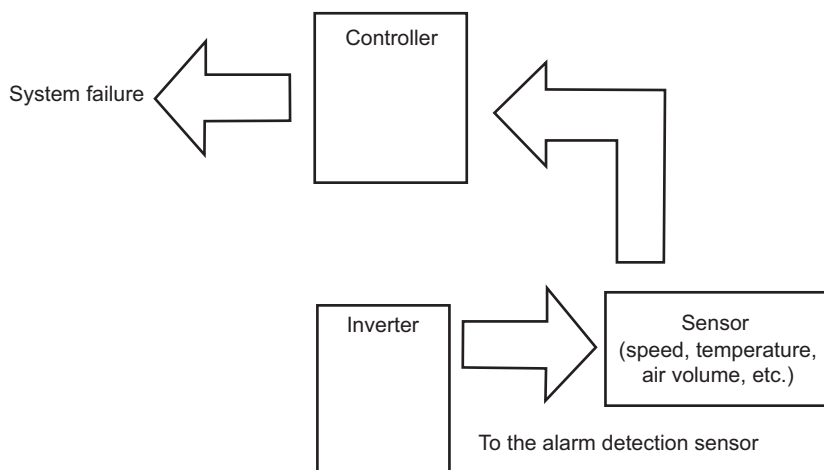 Controller
System failure
Inverter
Sensor
(speed, temperature,
air volume, etc.)
To the alarm detection sensor